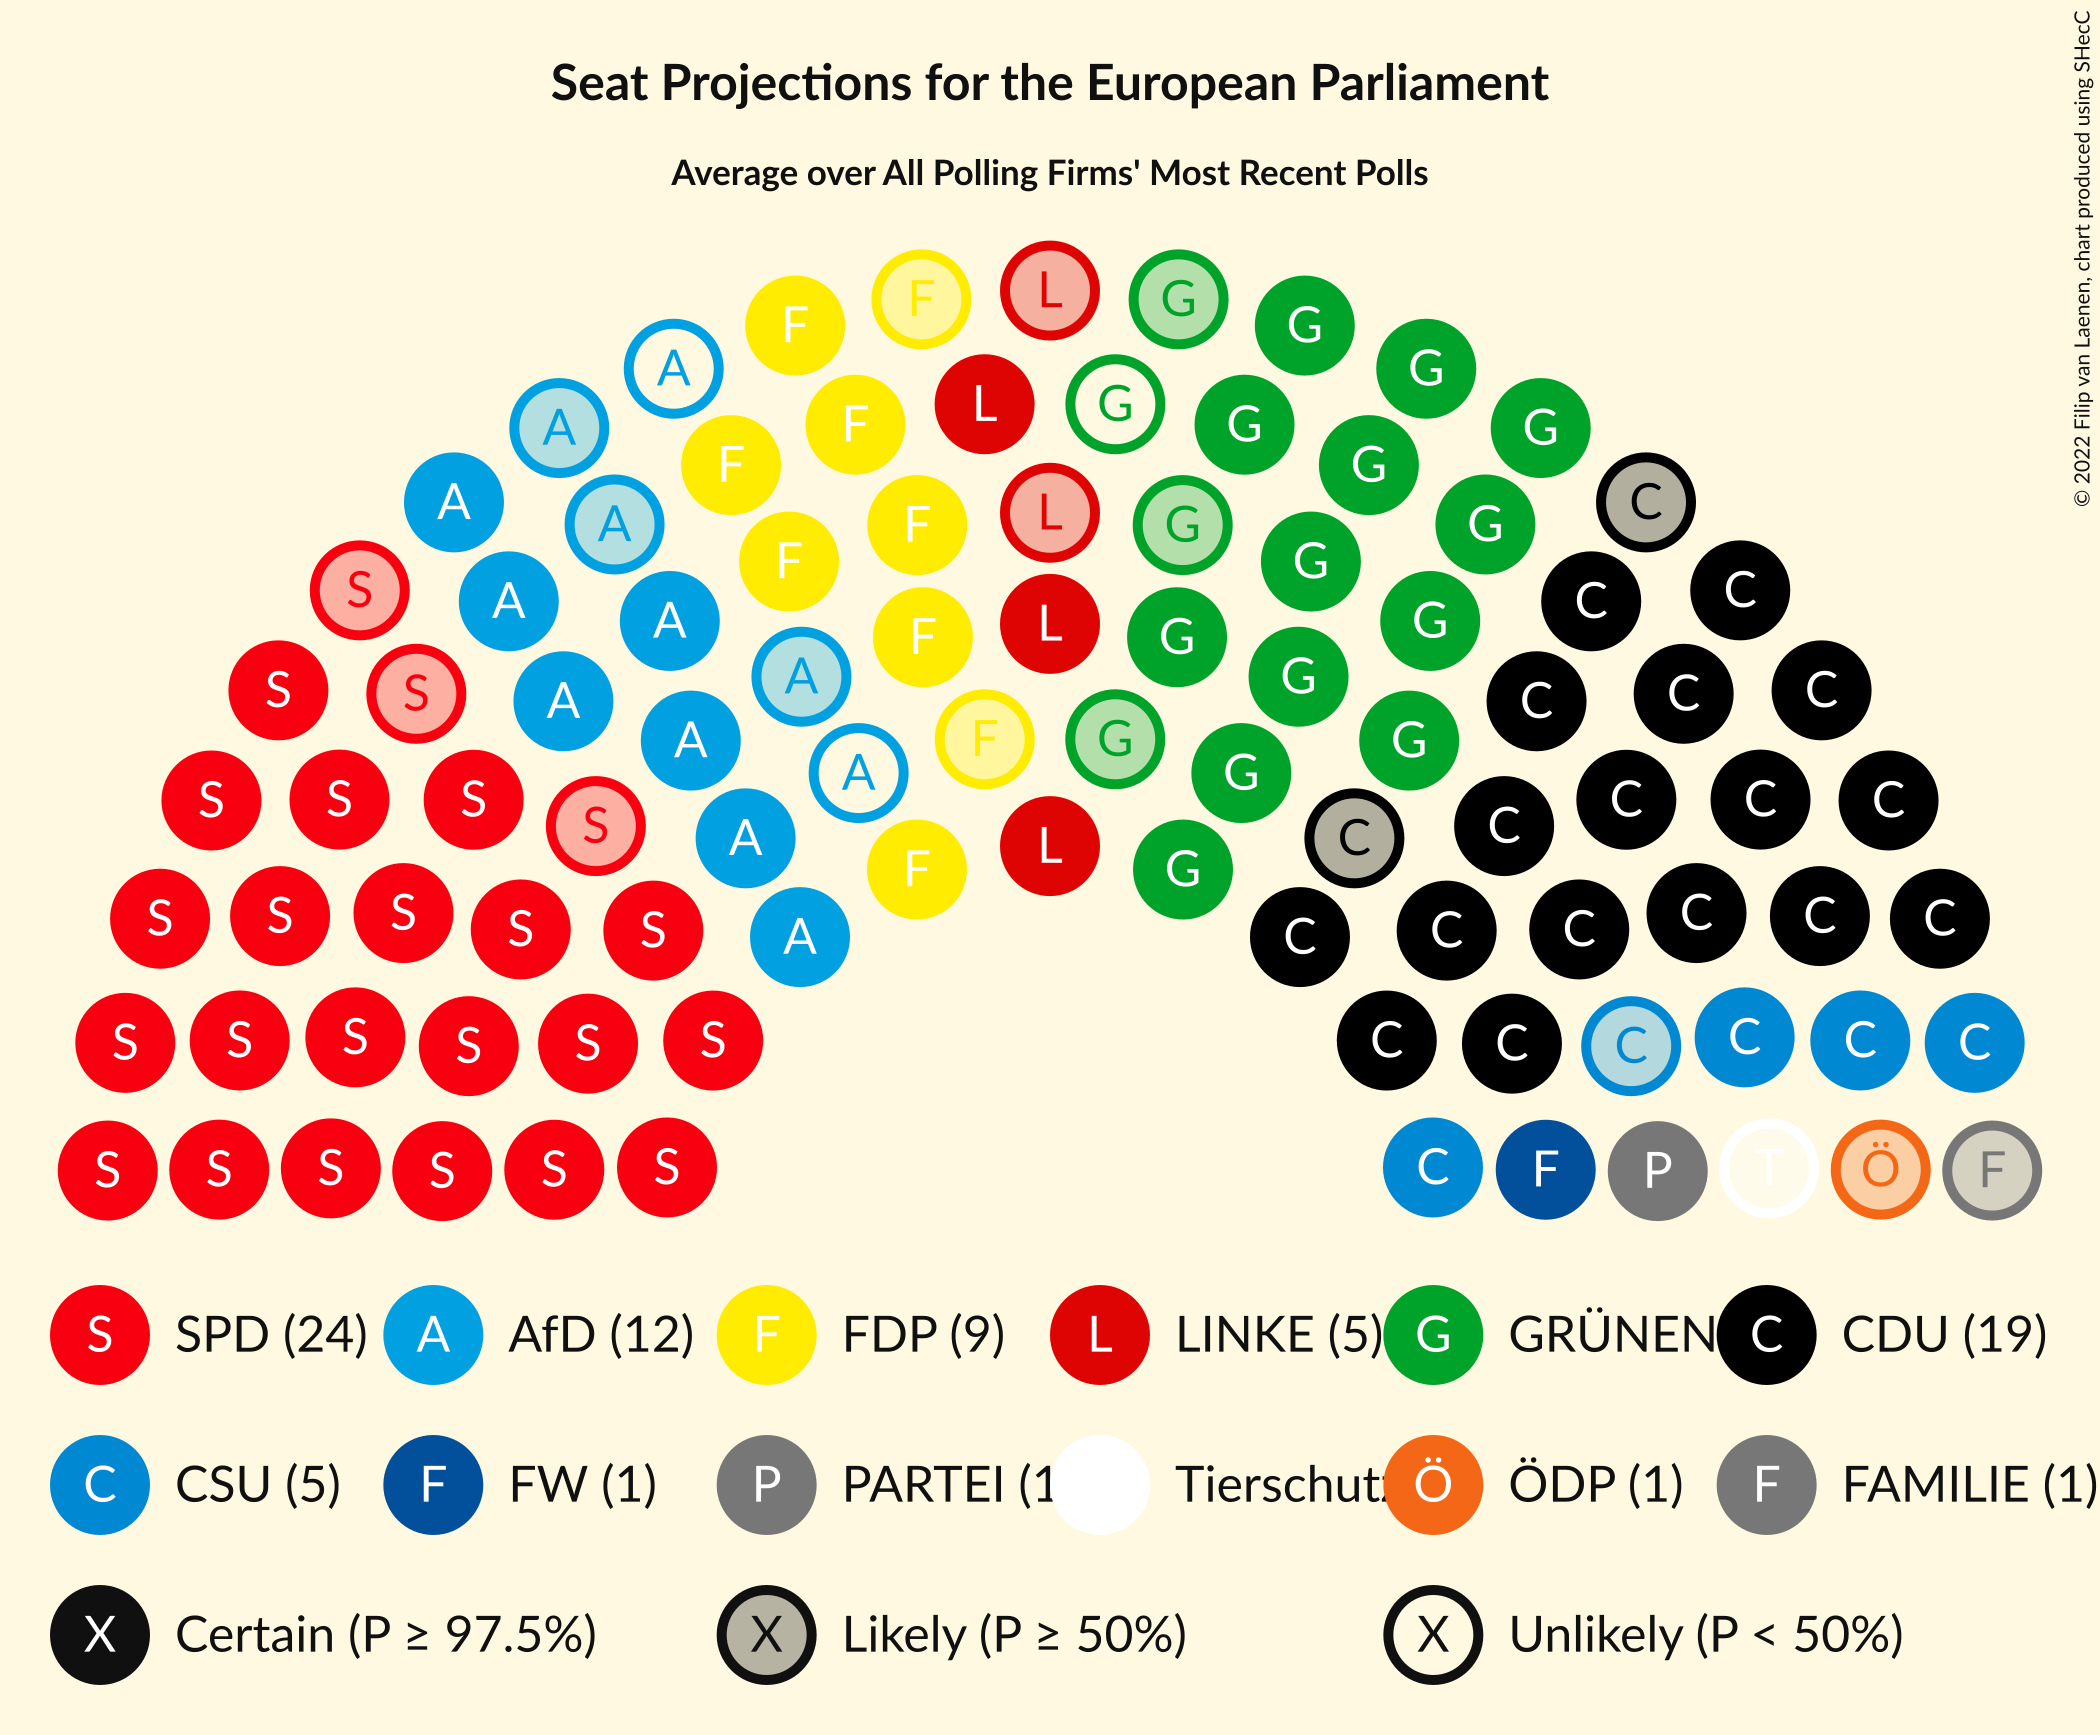 Seat Projections for the European Parliament
Average over All Polling Firms' Most Recent Polls
© 2022 Filip van Laenen, chart produced using SHecC
F L G
F G
A G
A L G G
A F G G
S A A F F L G G C C
S A A F L G G C C
S S A A F G G C C C
S S S S A A A F G G G C C C C C
S S S S S A F L G C C C C C C C
S S S S S S C C C C C C
S S S S S S C F P T Ö F
S SPD (24) A AfD (12) F FDP (9) L LINKE (5) G GRÜNEN C CDU (19)
C CSU (5) F FW (1) P PARTEI (1 Tierschutz Ö ÖDP (1) F FAMILIE (1)
X Certain (P ≥ 97.5%) X Likely (P ≥ 50%) X Unlikely (P < 50%)